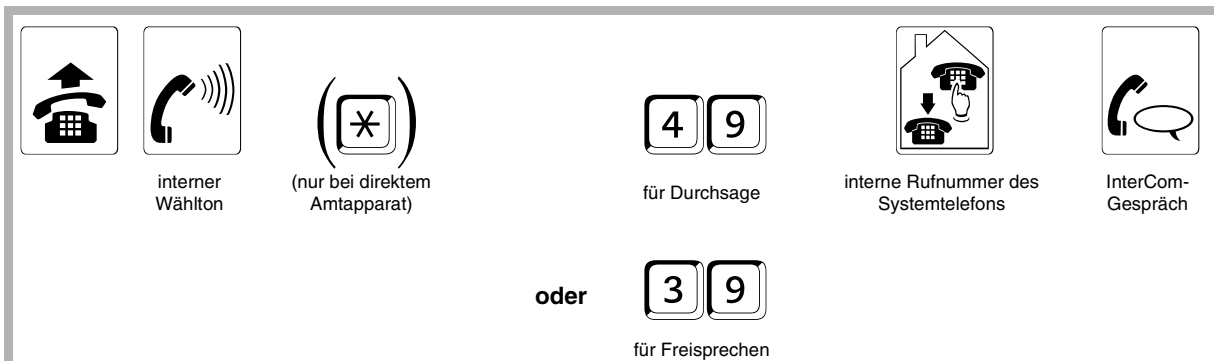 (*)
4 9
interner
Wählton
(nur bei direktem
Amtapparat)
für Durchsage
interne Rufnummer des
Systemtelefons
InterCom-
Gespräch
oder
3 9
für Freisprechen